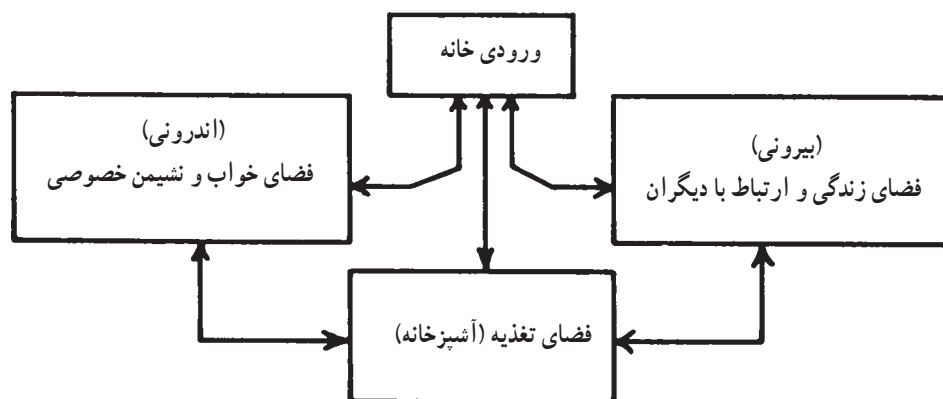 ورودی خانه
(بیرونی)
فضای زندگی و ارتباط با دیگران
(اندرونی)
فضای خواب و نشیمن خصوصی
فضای تغذیه (آشپزخانه)